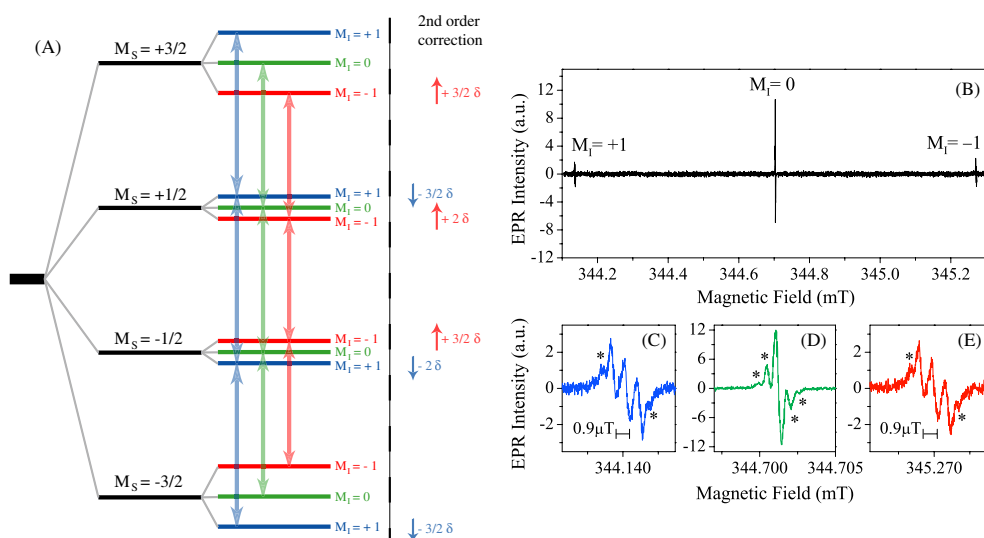 (A)
2nd order
correction
M_S = +3/2
M_I = + 1
M_I = 0
M_I = - 1
+ 3/2 δ
M_S = +1/2
M_I = + 1
M_I = 0
M_I = - 1
- 3/2 δ
+ 2 δ
M_S = -1/2
M_I = - 1
M_I = 0
M_I = + 1
+ 3/2 δ
- 2 δ
M_S = -3/2
M_I = - 1
M_I = 0
M_I = + 1
- 3/2 δ
(B)
EPR Intensity (a.u.)
12
8
4
0
-4
-8
-12
M_I = +1
M_I = 0
M_I = −1
344.2 344.4 344.6 344.8 345.0 345.2
Magnetic Field (mT)
(C)
EPR Intensity (a.u.)
2
0
-2
*
*
0.9µT
344.140
(D)
12
6
0
-6
-12
*
*
*
*
344.700 344.705
(E)
2
0
-2
*
*
0.9µT
345.270
Magnetic Field (mT)